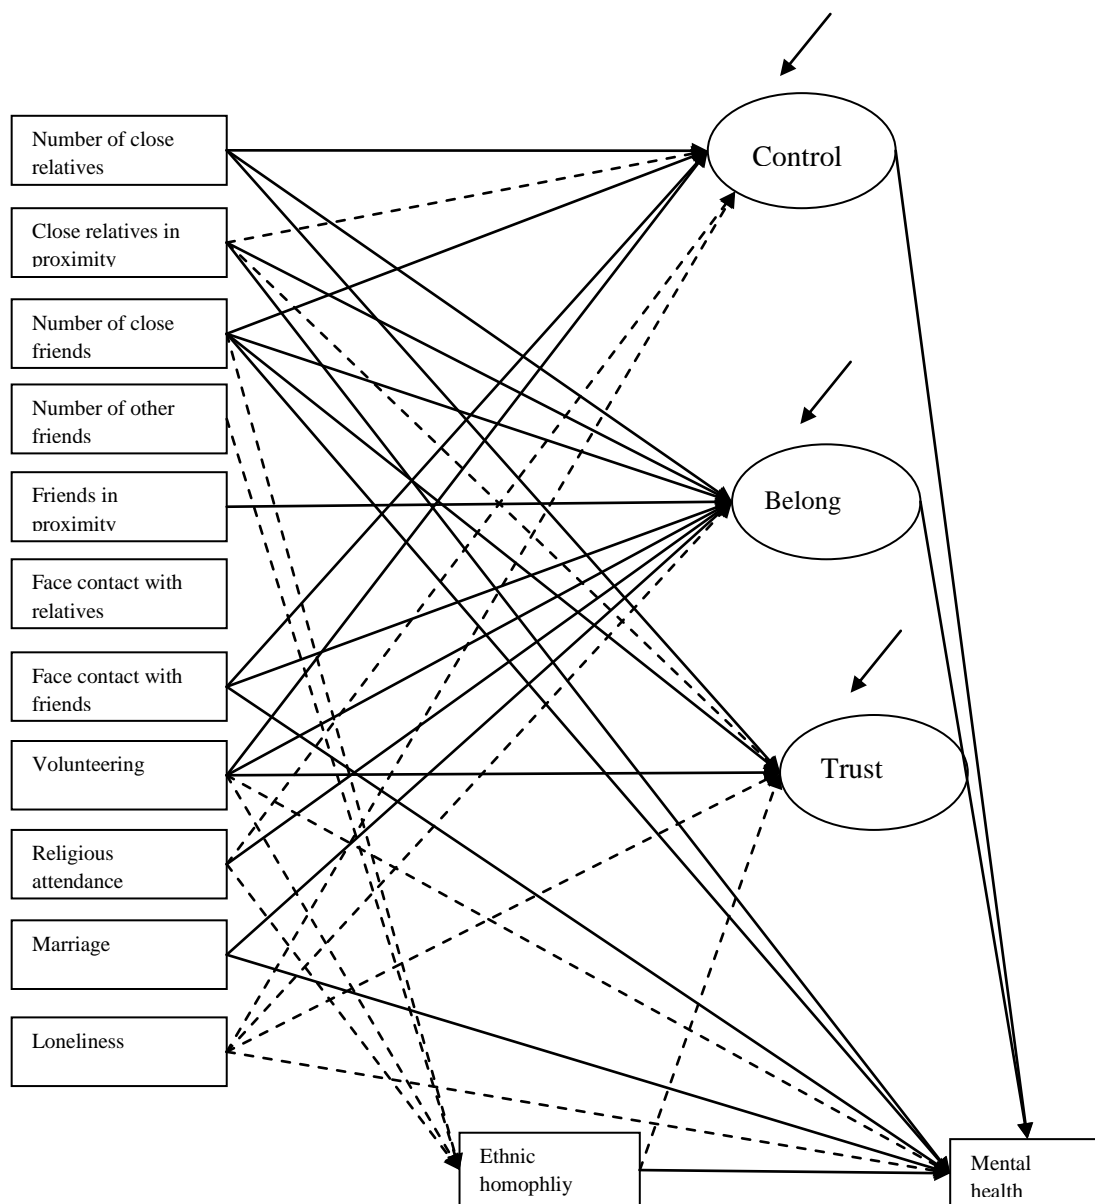 Number of close
relatives
Close relatives in
proximity
Number of close
friends
Number of other
friends
Friends in
proximity
Face contact with
relatives
Face contact with
friends
Volunteering
Religious
attendance
Marriage
Loneliness
Control
Belong
Trust
Ethnic
homophliy
Mental
health